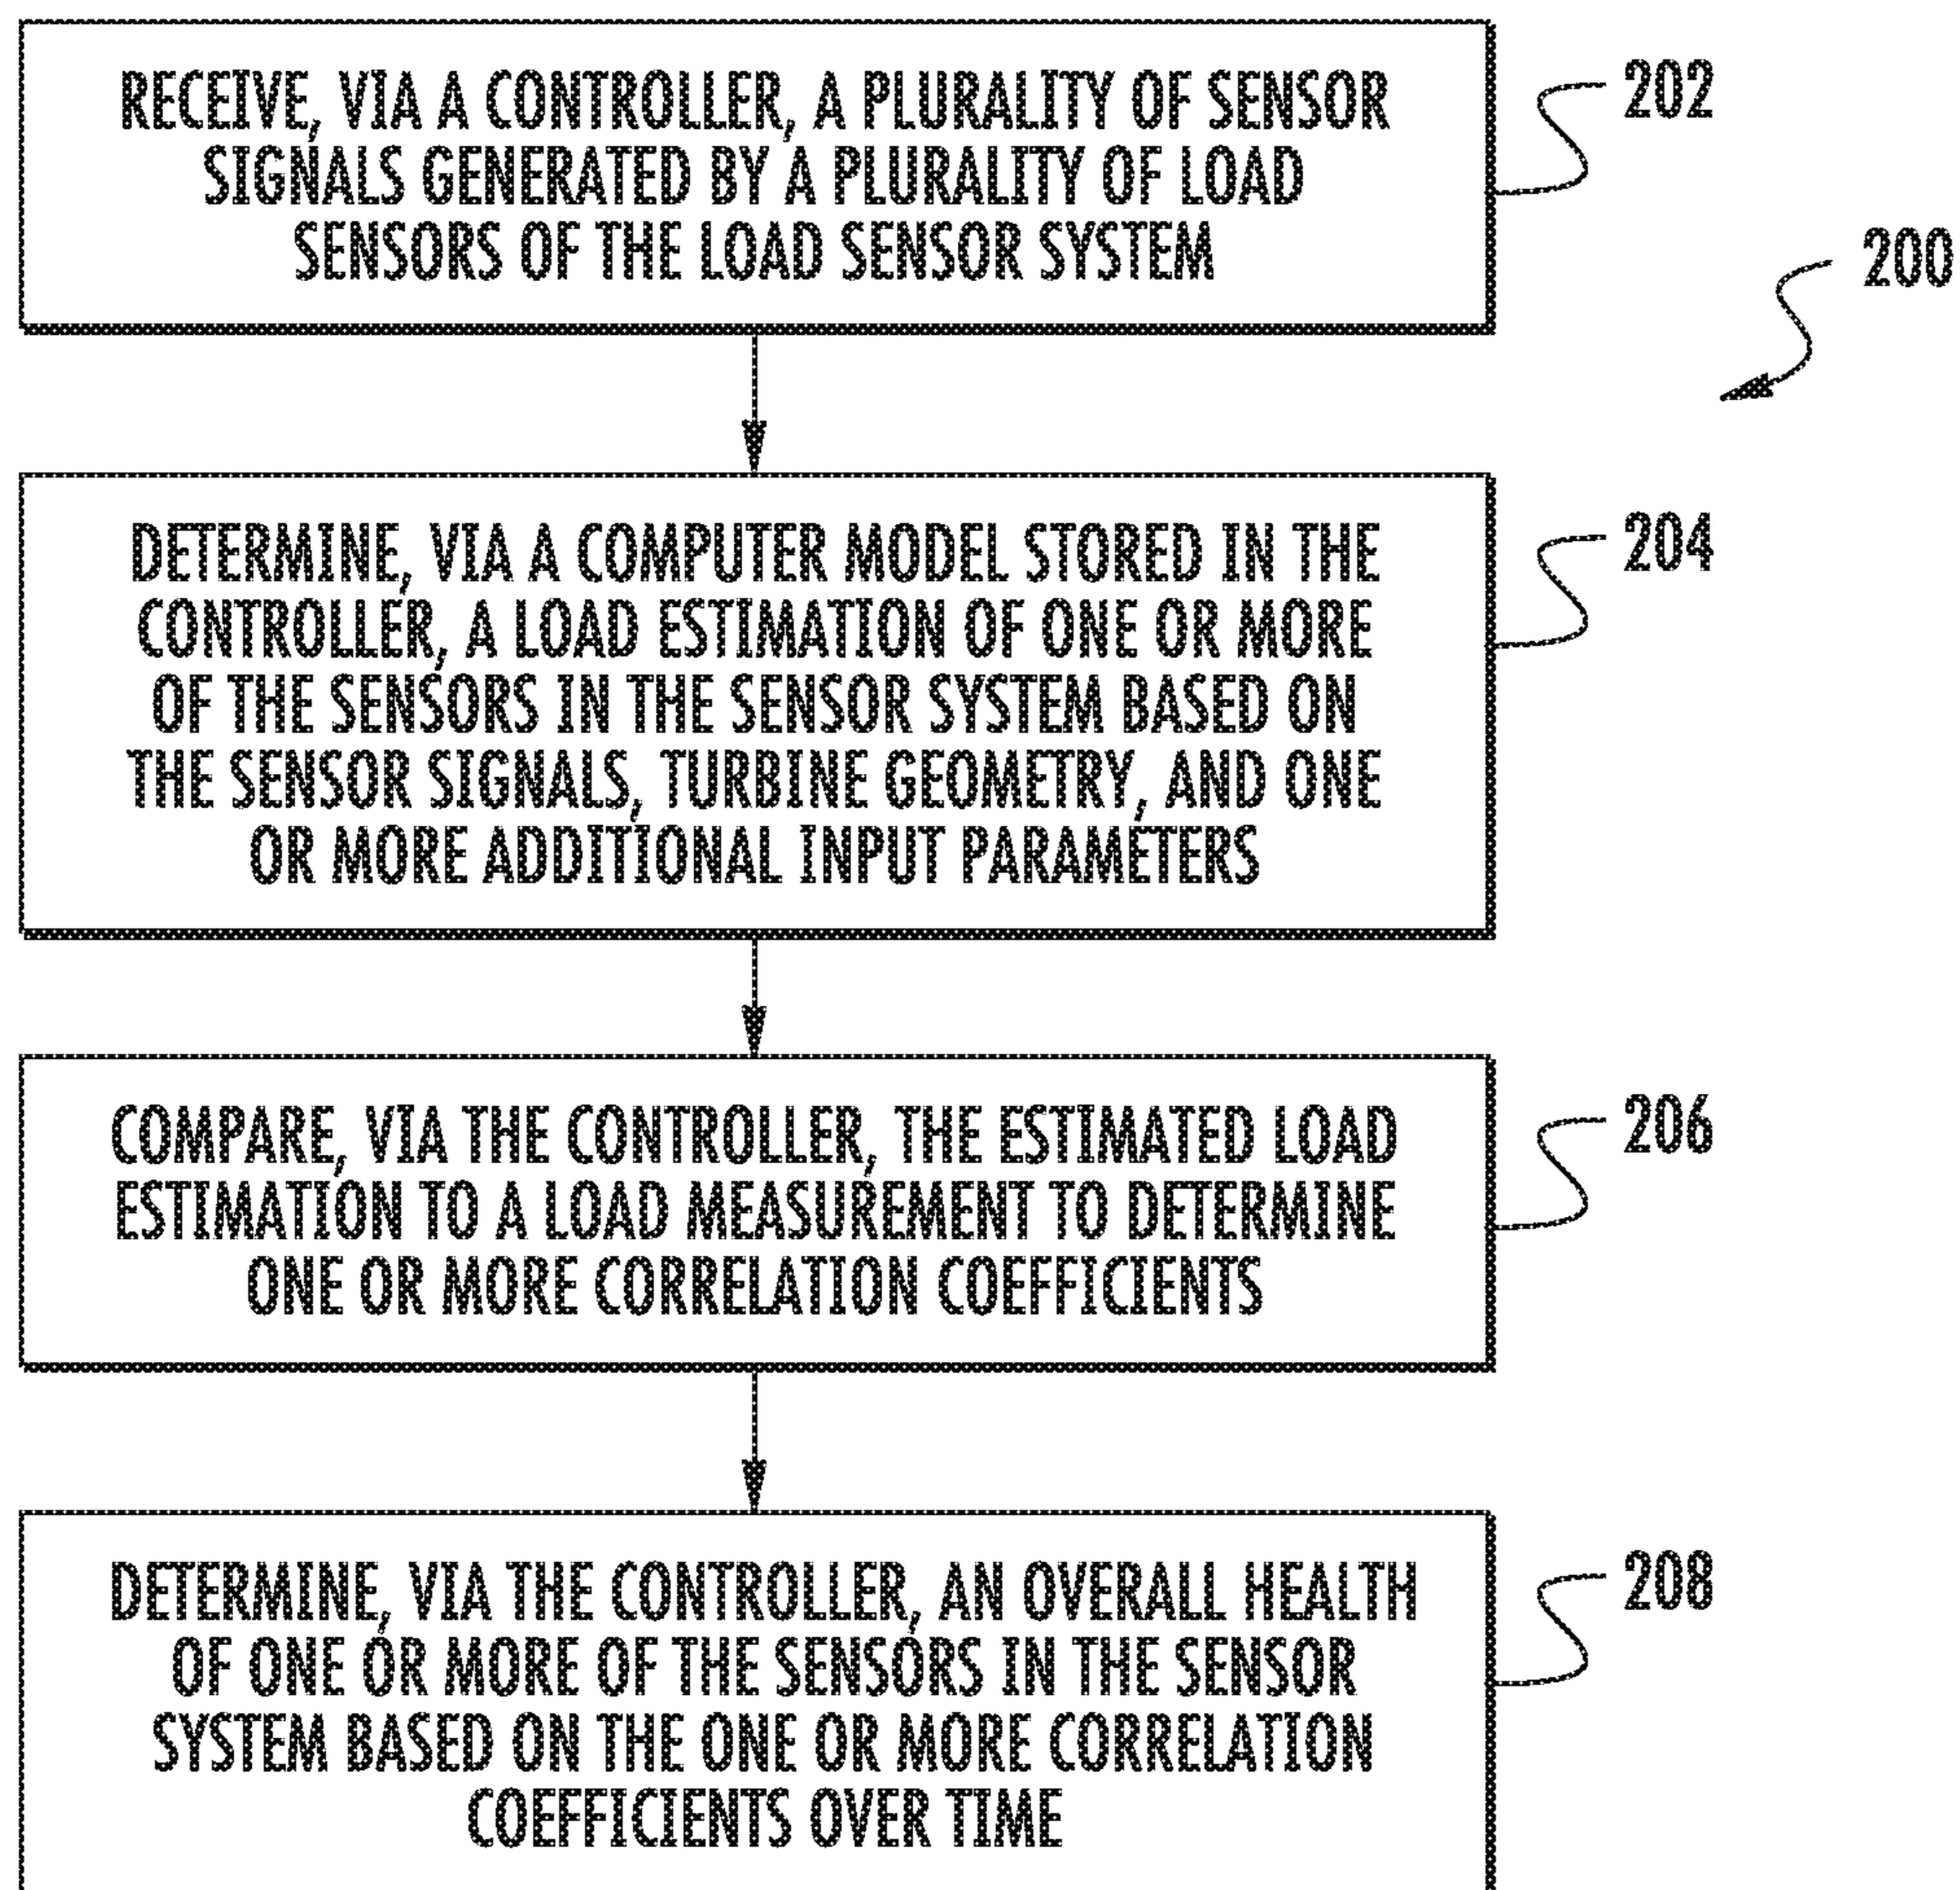 RECEIVE, VIA A CONTROLLER, A PLURALITY OF SENSOR
SIGNALS GENERATED BY A PLURALITY OF LOAD
SENSORS OF THE LOAD SENSOR SYSTEM
202
200
DETERMINE, VIA A COMPUTER MODEL STORED IN THE
CONTROLLER, A LOAD ESTIMATION OF ONE OR MORE
OF THE SENSORS IN THE SENSOR SYSTEM BASED ON
THE SENSOR SIGNALS, TURBINE GEOMETRY, AND ONE
OR MORE ADDITIONAL INPUT PARAMETERS
204
COMPARE, VIA THE CONTROLLER, THE ESTIMATED LOAD
ESTIMATION TO A LOAD MEASUREMENT TO DETERMINE
ONE OR MORE CORRELATION COEFFICIENTS
206
DETERMINE, VIA THE CONTROLLER, AN OVERALL HEALTH
OF ONE OR MORE OF THE SENSORS IN THE SENSOR
SYSTEM BASED ON THE ONE OR MORE CORRELATION
COEFFICIENTS OVER TIME
208